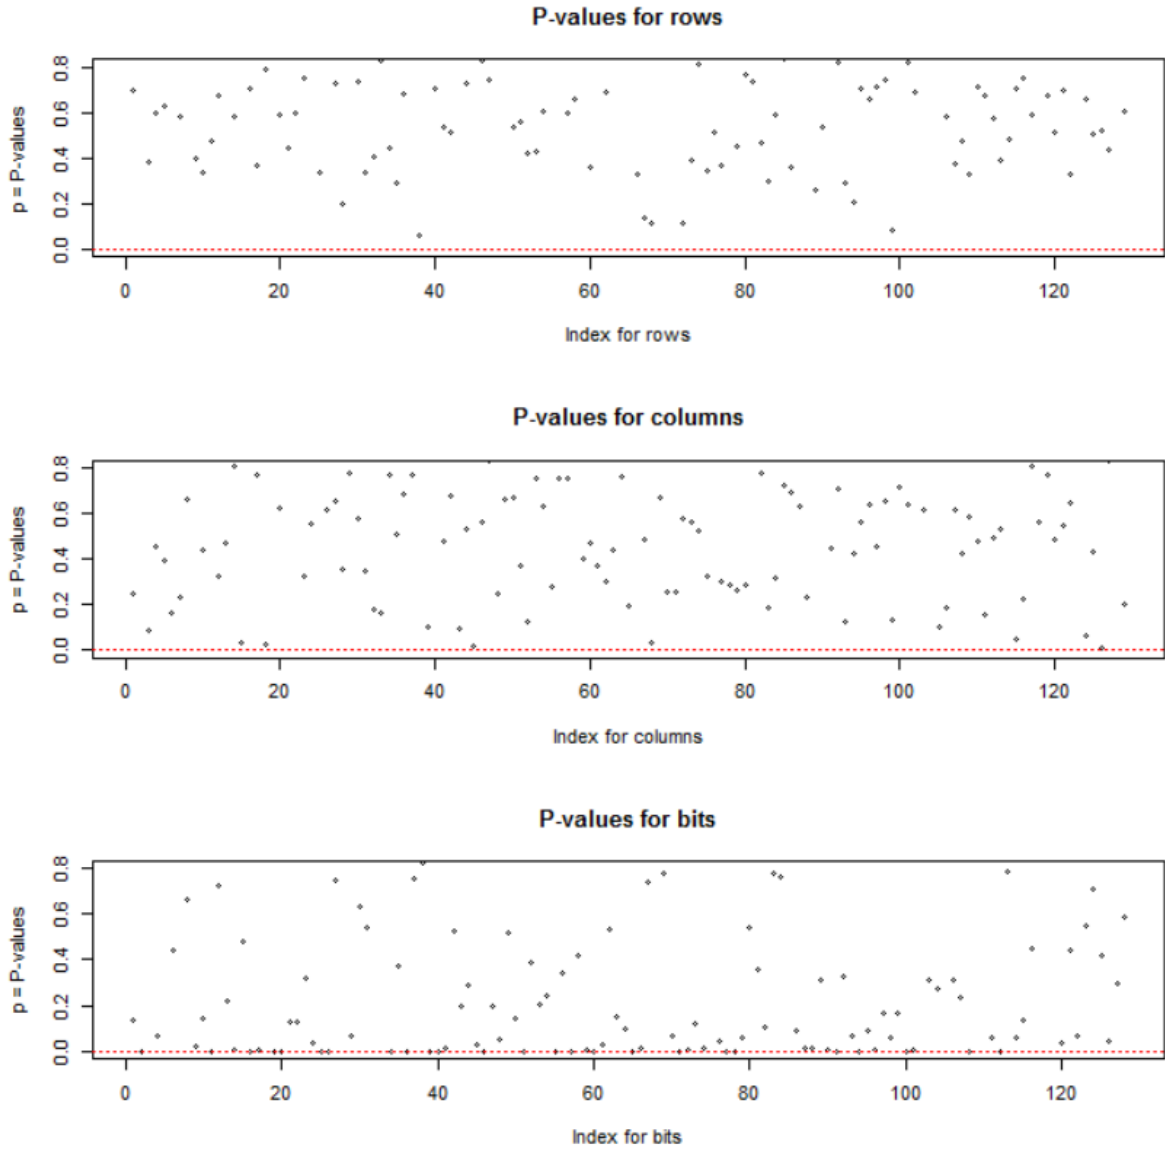 P-values for rows
p = P-values
0.8
0.6
0.4
0.2
0.0
0 20 40 60 80 100 120
Index for rows
P-values for columns
p = P-values
0.8
0.6
0.4
0.2
0.0
0 20 40 60 80 100 120
Index for columns
P-values for bits
p = P-values
0.8
0.6
0.4
0.2
0.0
0 20 40 60 80 100 120
Index for bits